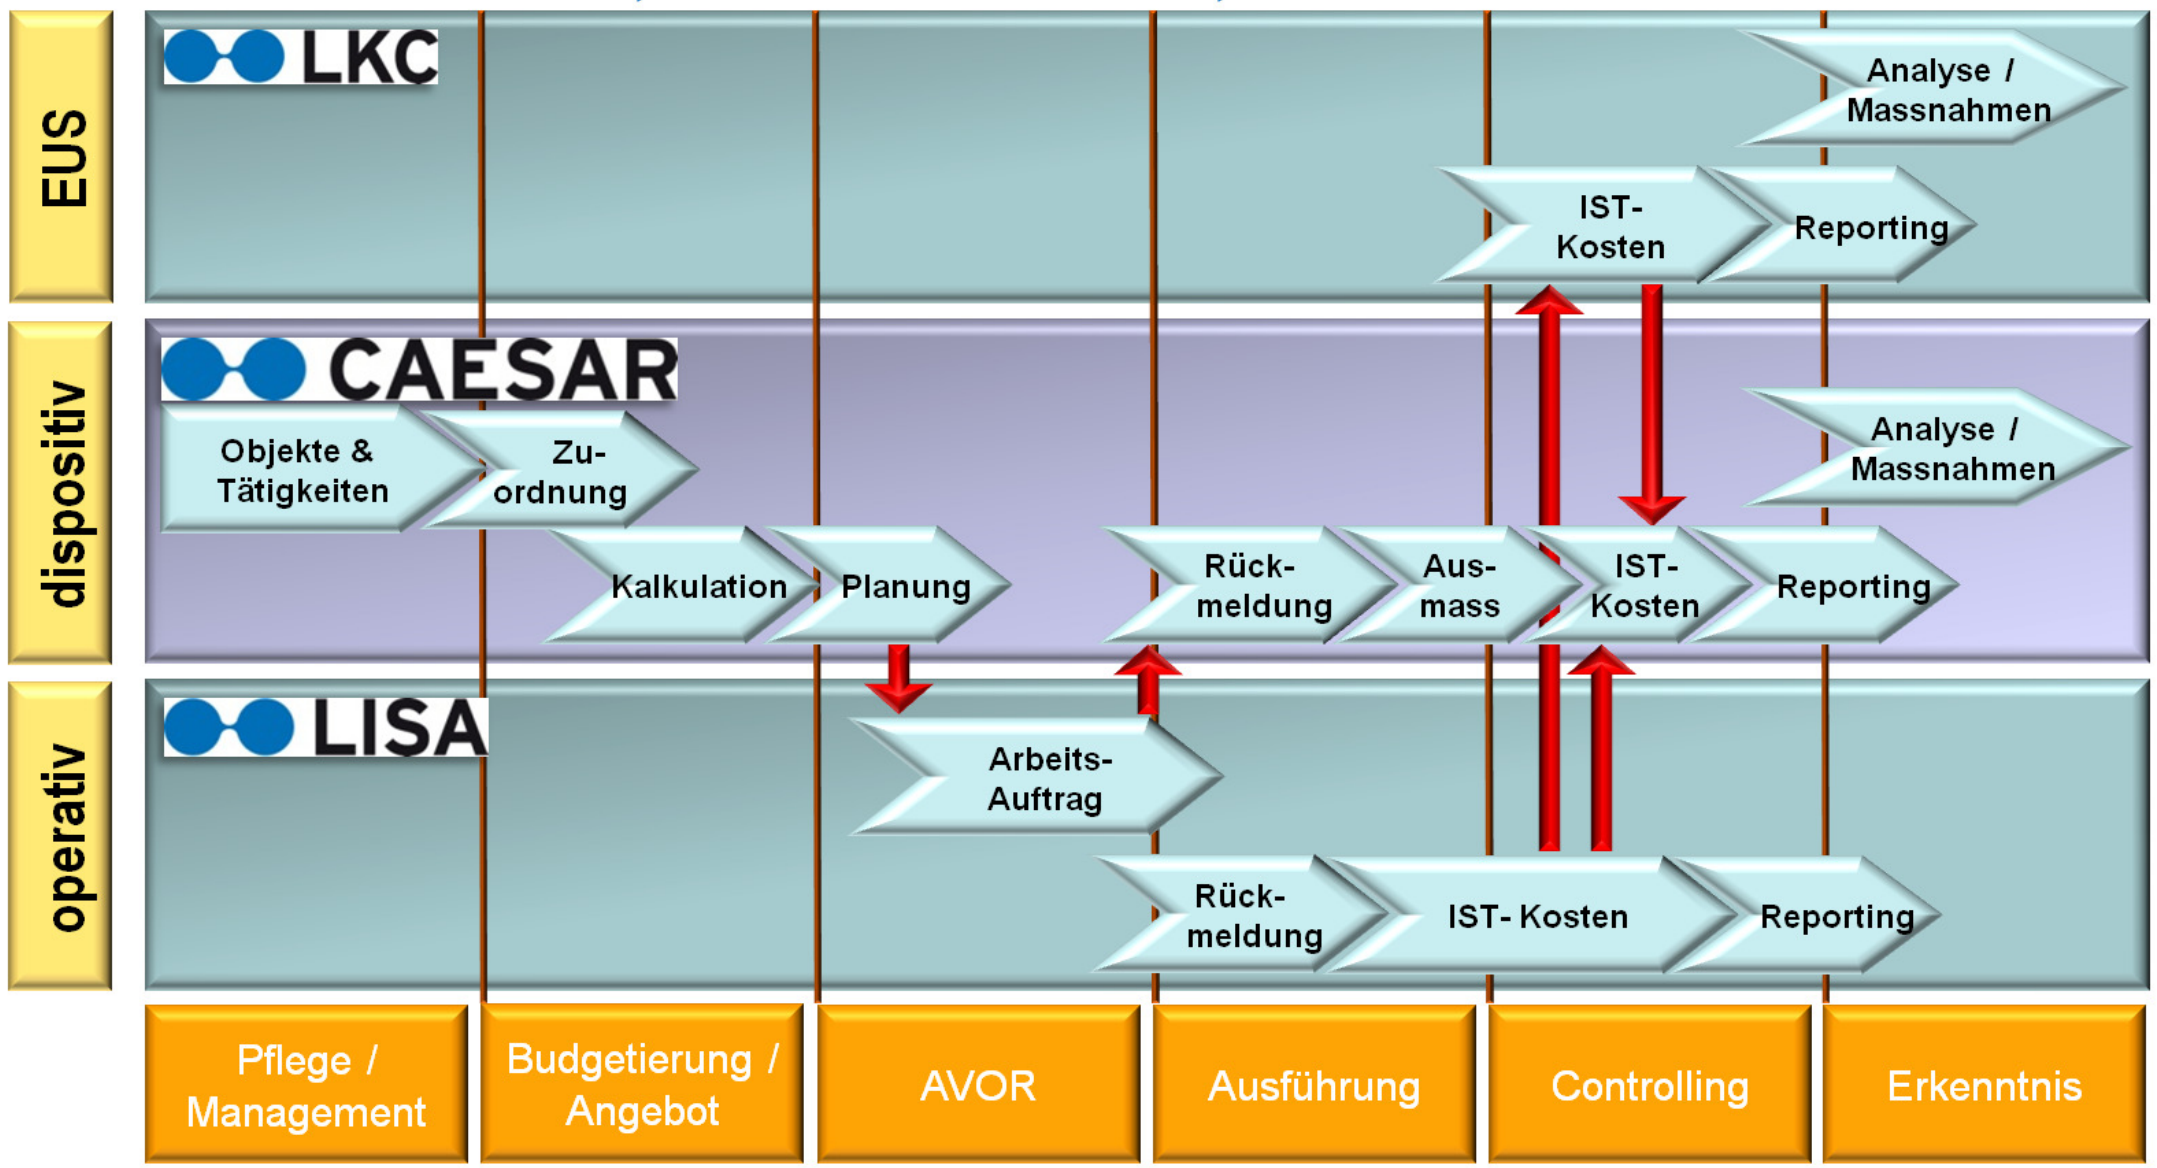 EUS
LKC
Analyse /
Massnahmen
IST-
Kosten
Reporting
dispositiv
CAESAR
Objekte &
Tätigkeiten
Zu-
ordnung
Analyse /
Massnahmen
Kalkulation
Planung
Rück-
meldung
Aus-
mass
IST-
Kosten
Reporting
operativ
LISA
Arbeits-
Auftrag
Rück-
meldung
IST- Kosten
Reporting
Pflege /
Management
Budgetierung /
Angebot
AVOR
Ausführung
Controlling
Erkenntnis